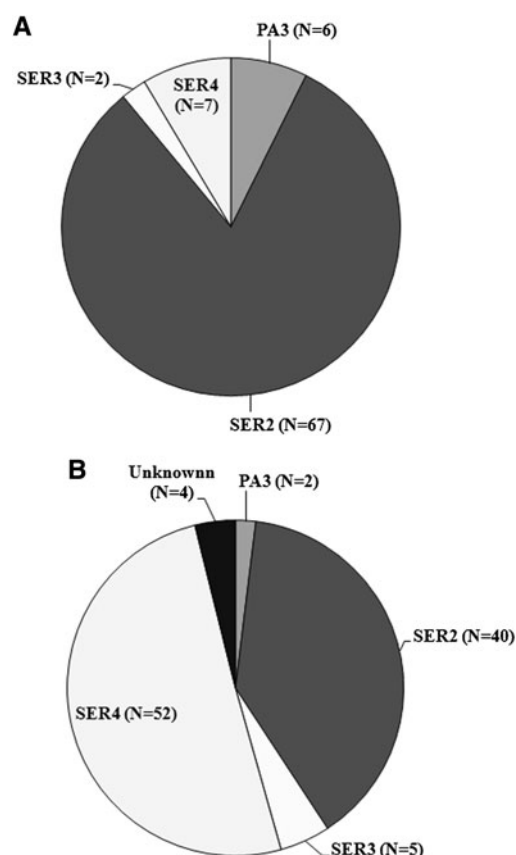 A
PA3 (N=6)
SER3 (N=2)
SER4
(N=7)
SER2 (N=67)
B
Unknownn
(N=4)
PA3 (N=2)
SER2 (N=40)
SER4 (N=52)
SER3 (N=5)